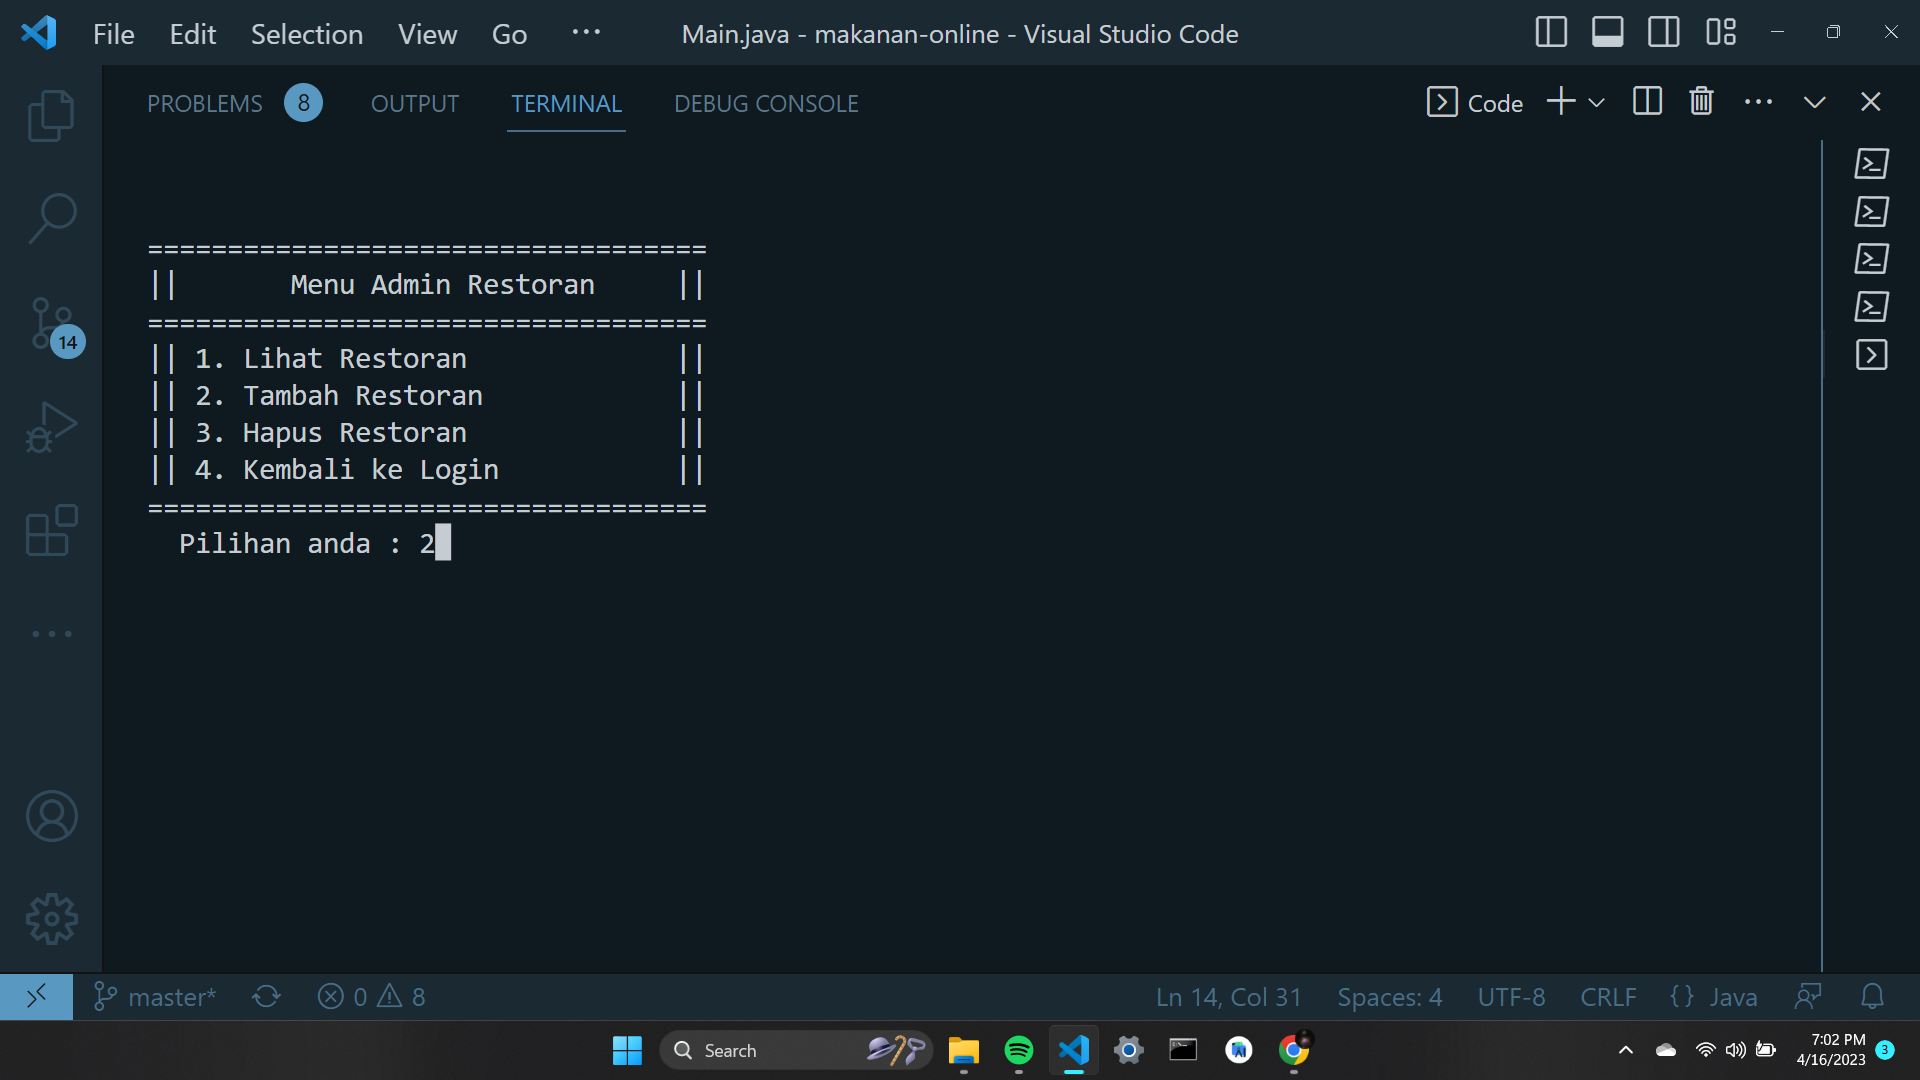 File Edit Selection View Go ··· Main.java - makanan-online - Visual Studio Code
PROBLEMS 8 OUTPUT TERMINAL DEBUG CONSOLE Code
===================================
||       Menu Admin Restoran     ||
===================================
|| 1. Lihat Restoran             ||
|| 2. Tambah Restoran            ||
|| 3. Hapus Restoran             ||
|| 4. Kembali ke Login           ||
===================================
Pilihan anda : 2
14
master* 0 8 Ln 14, Col 31 Spaces: 4 UTF-8 CRLF {} Java
Search
7:02 PM
4/16/2023 3